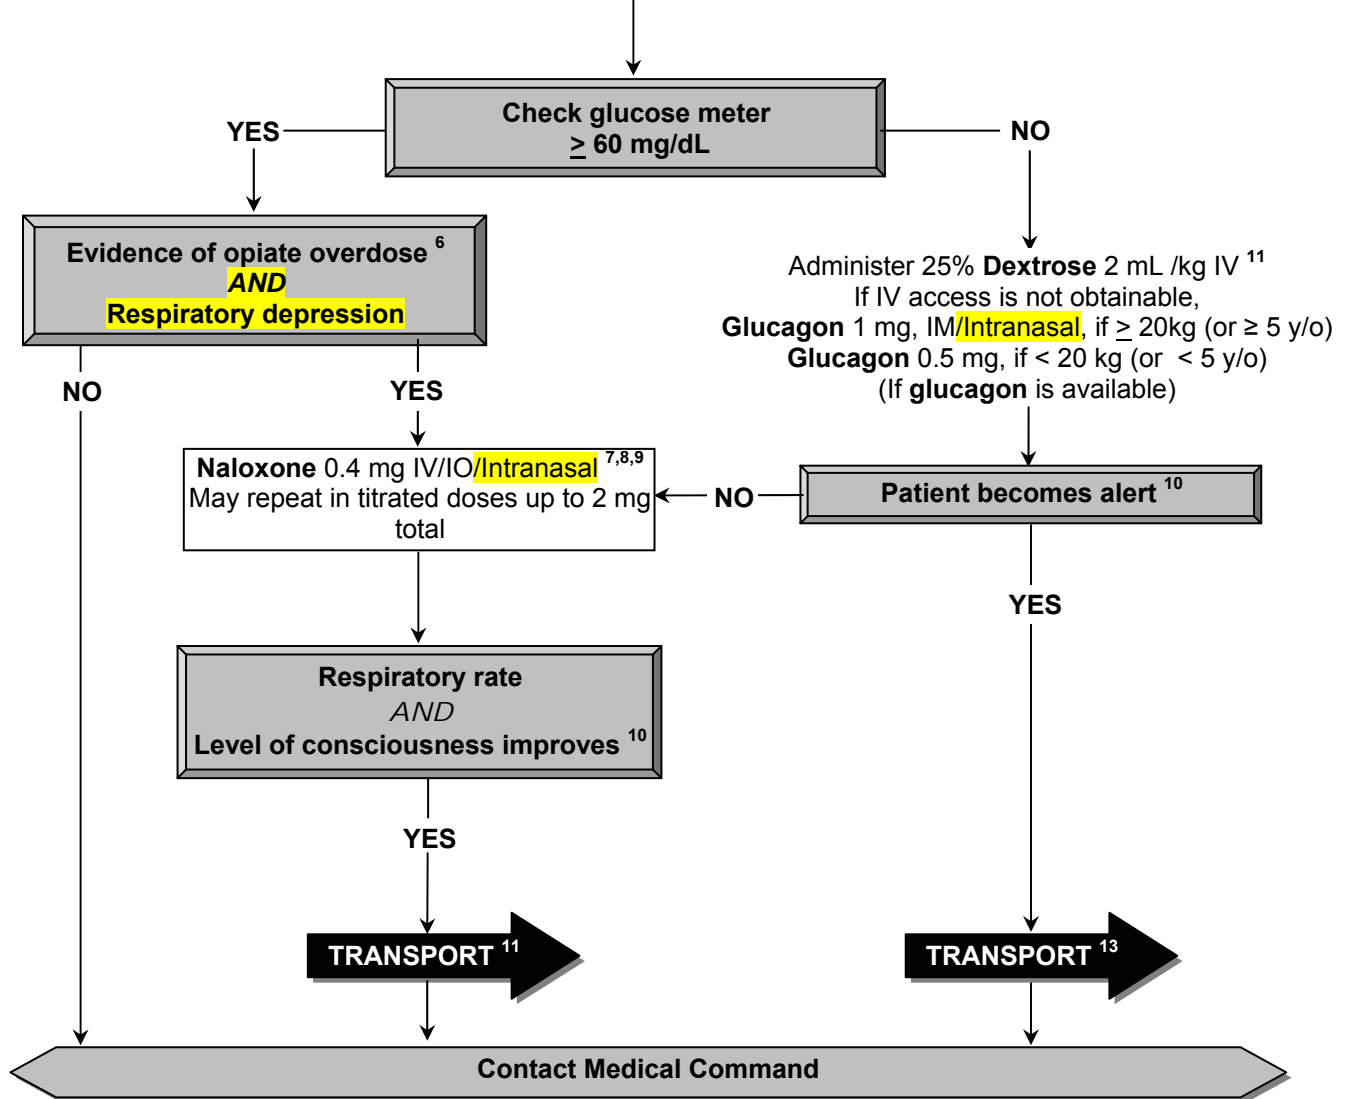 Check glucose meter
≥ 60 mg/dL
YES
NO
Evidence of opiate overdose 6
AND
Respiratory depression
Administer 25% Dextrose 2 mL /kg IV 11
If IV access is not obtainable,
Glucagon 1 mg, IM/Intranasal, if ≥ 20kg (or ≥ 5 y/o)
Glucagon 0.5 mg, if < 20 kg (or < 5 y/o)
(If glucagon is available)
NO
YES
Naloxone 0.4 mg IV/IO/Intranasal 7,8,9
May repeat in titrated doses up to 2 mg
total
NO
Patient becomes alert 10
YES
Respiratory rate
AND
Level of consciousness improves 10
YES
TRANSPORT 11
TRANSPORT 13
Contact Medical Command